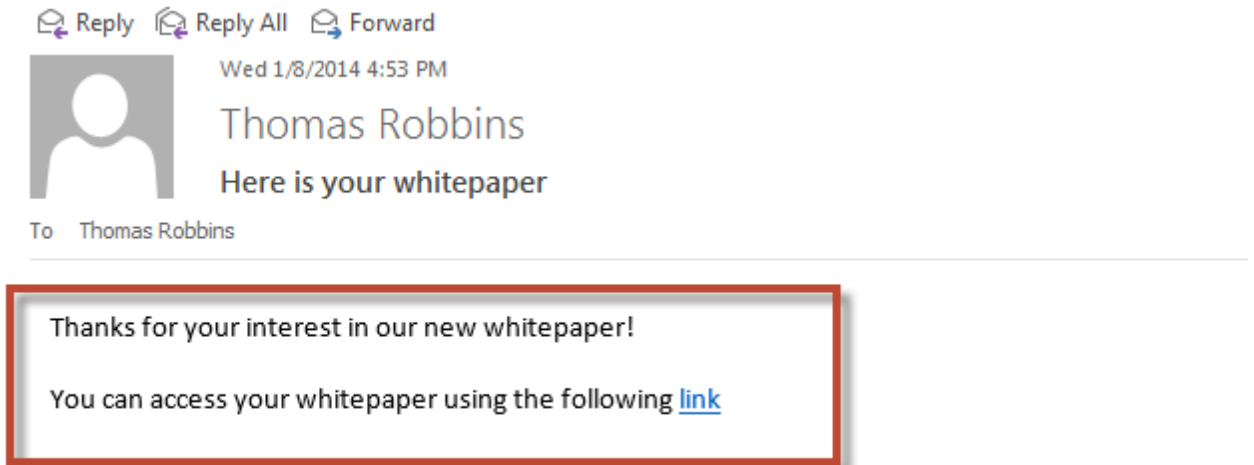 Reply Reply All Forward
Wed 1/8/2014 4:53 PM
Thomas Robbins
Here is your whitepaper
To Thomas Robbins
Thanks for your interest in our new whitepaper!
You can access your whitepaper using the following link